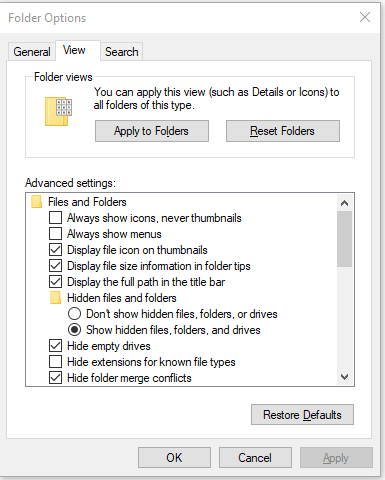 Folder Options
General View Search
Folder views
You can apply this view (such as Details or Icons) to
all folders of this type.
Apply to Folders Reset Folders
Advanced settings:
Files and Folders
Always show icons, never thumbnails
Always show menus
Display file icon on thumbnails
Display file size information in folder tips
Display the full path in the title bar
Hidden files and folders
Don't show hidden files, folders, or drives
Show hidden files, folders, and drives
Hide empty drives
Hide extensions for known file types
Hide folder merge conflicts
Restore Defaults
OK Cancel Apply